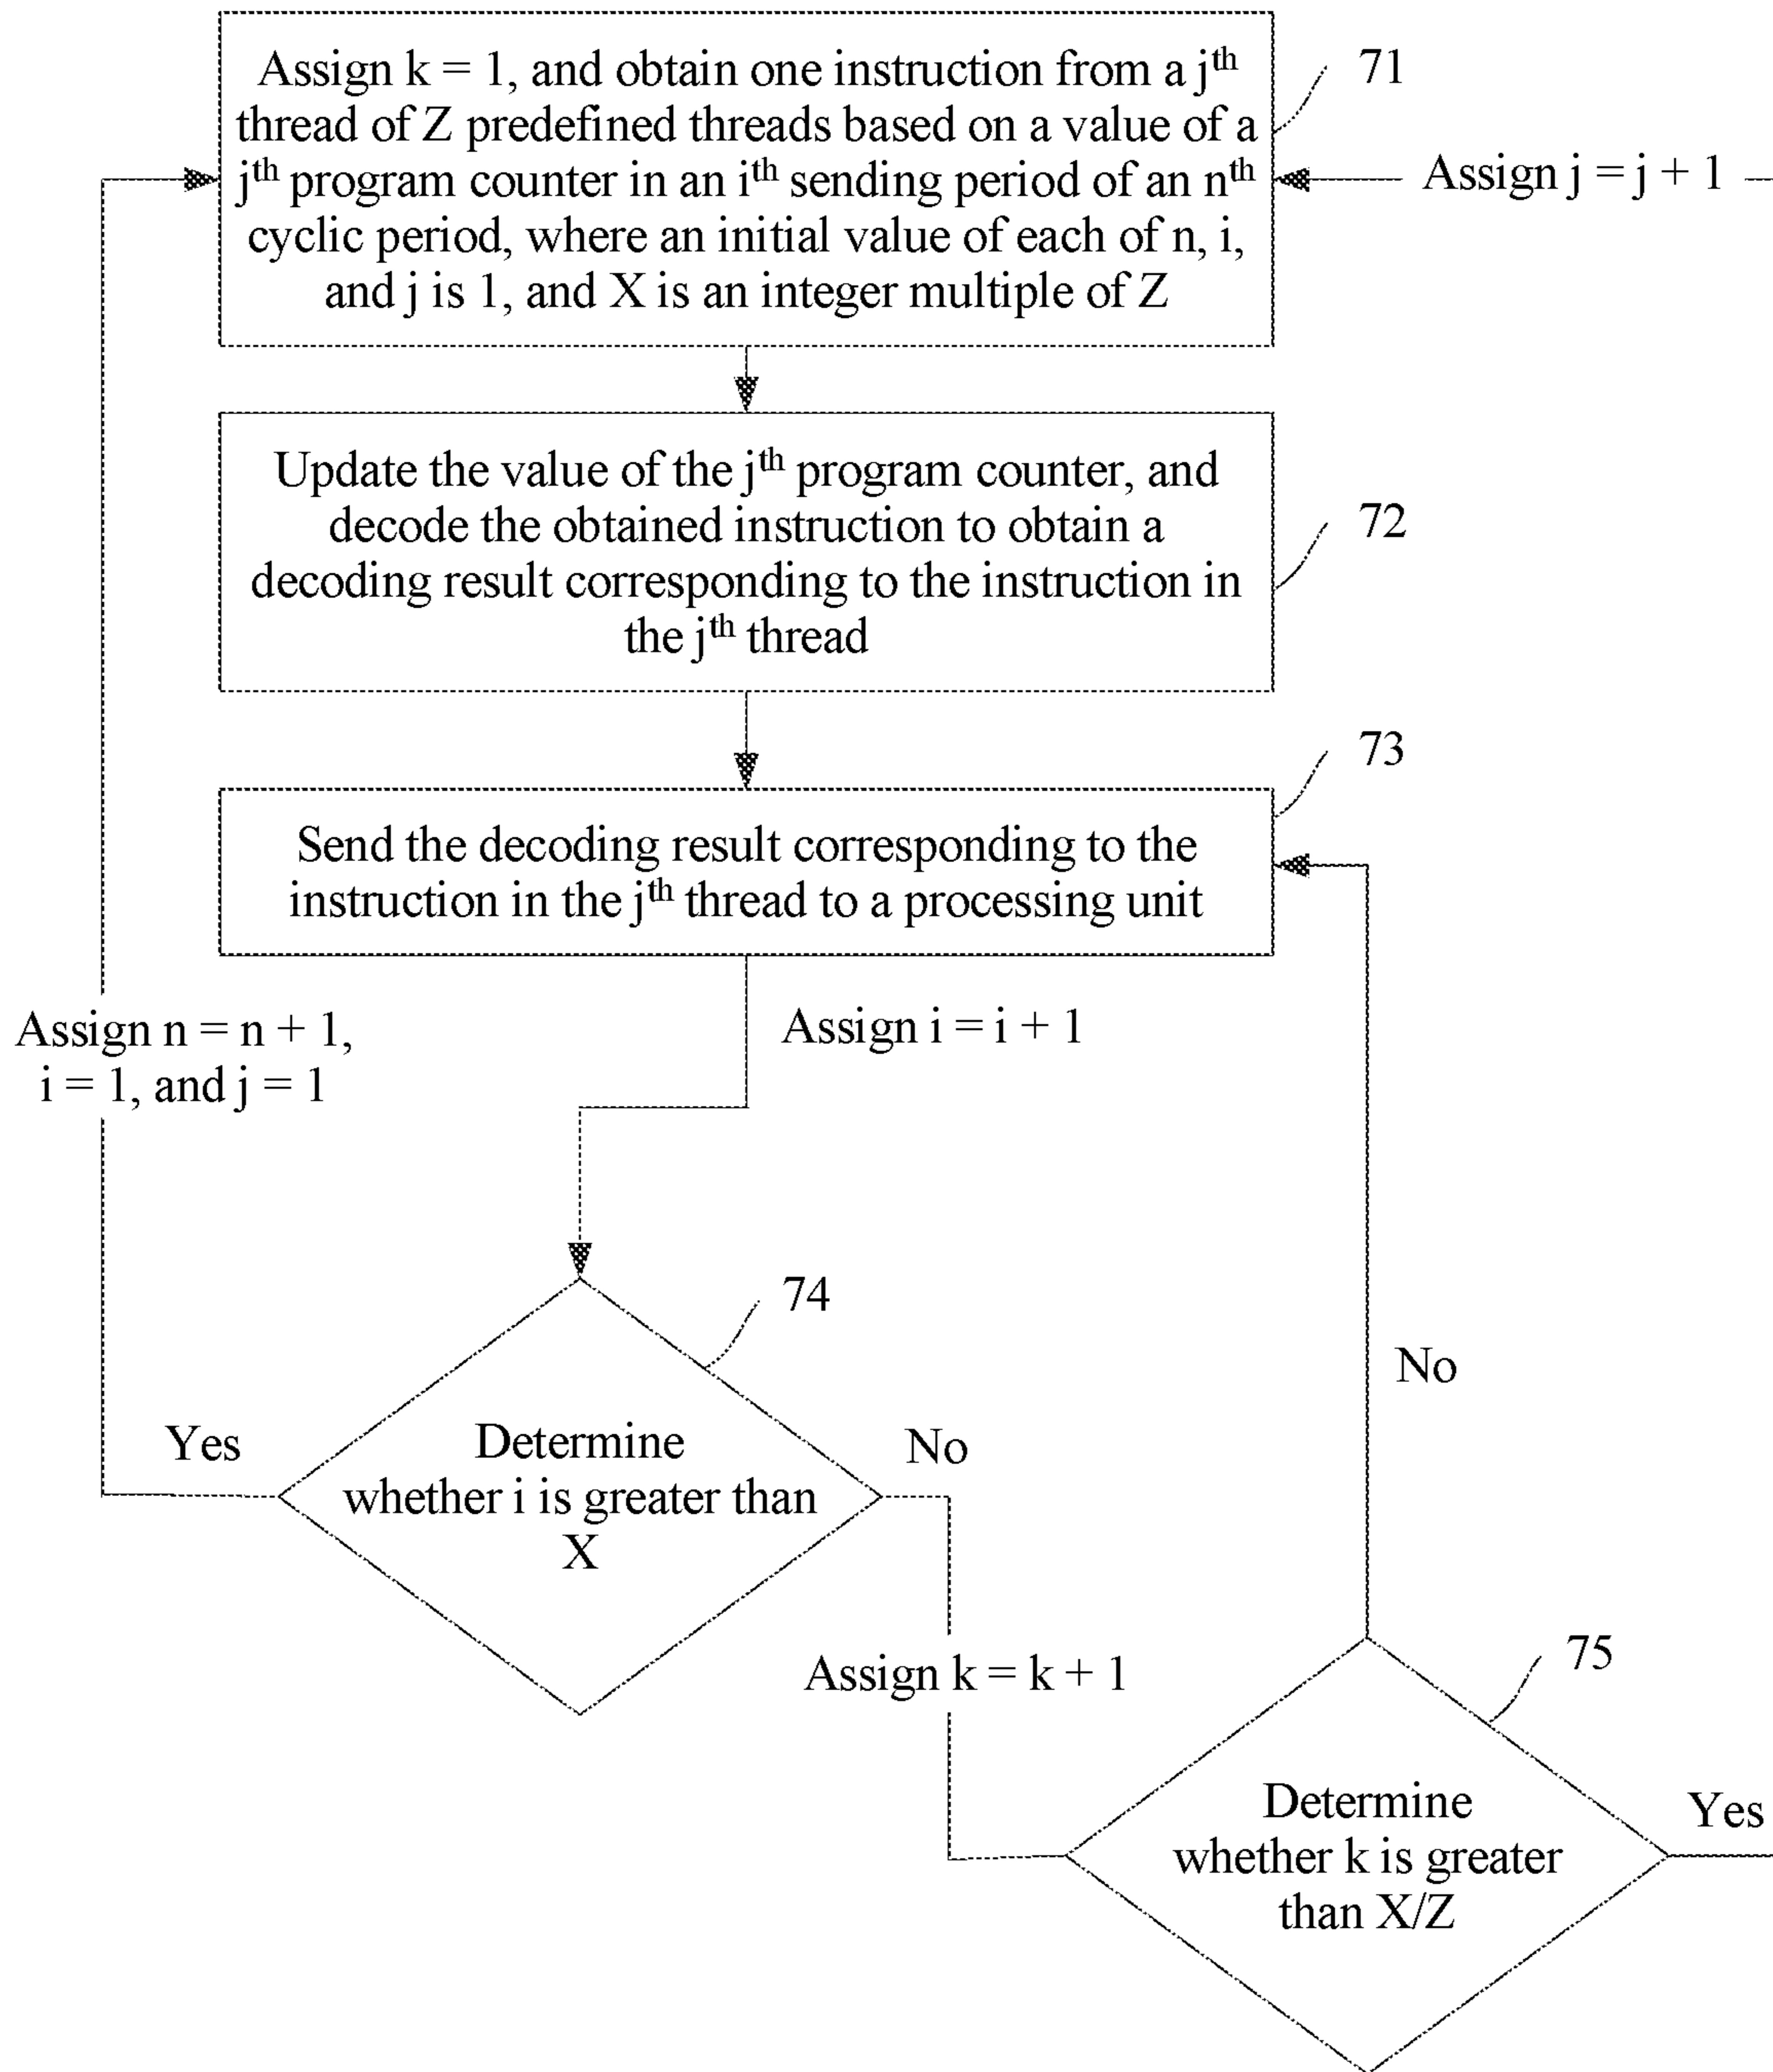 Assign k = 1, and obtain one instruction from a jth
thread of Z predefined threads based on a value of a
jth program counter in an ith sending period of an nth
cyclic period, where an initial value of each of n, i,
and j is 1, and X is an integer multiple of Z
71
Assign j = j + 1
Update the value of the jth program counter, and
decode the obtained instruction to obtain a
decoding result corresponding to the instruction in
the jth thread
72
73
Send the decoding result corresponding to the
instruction in the jth thread to a processing unit
Assign n = n + 1,
i = 1, and j = 1
Assign i = i + 1
74
No
Yes
Determine
whether i is greater than
X
No
Assign k = k + 1
75
Determine
whether k is greater
than X/Z
Yes